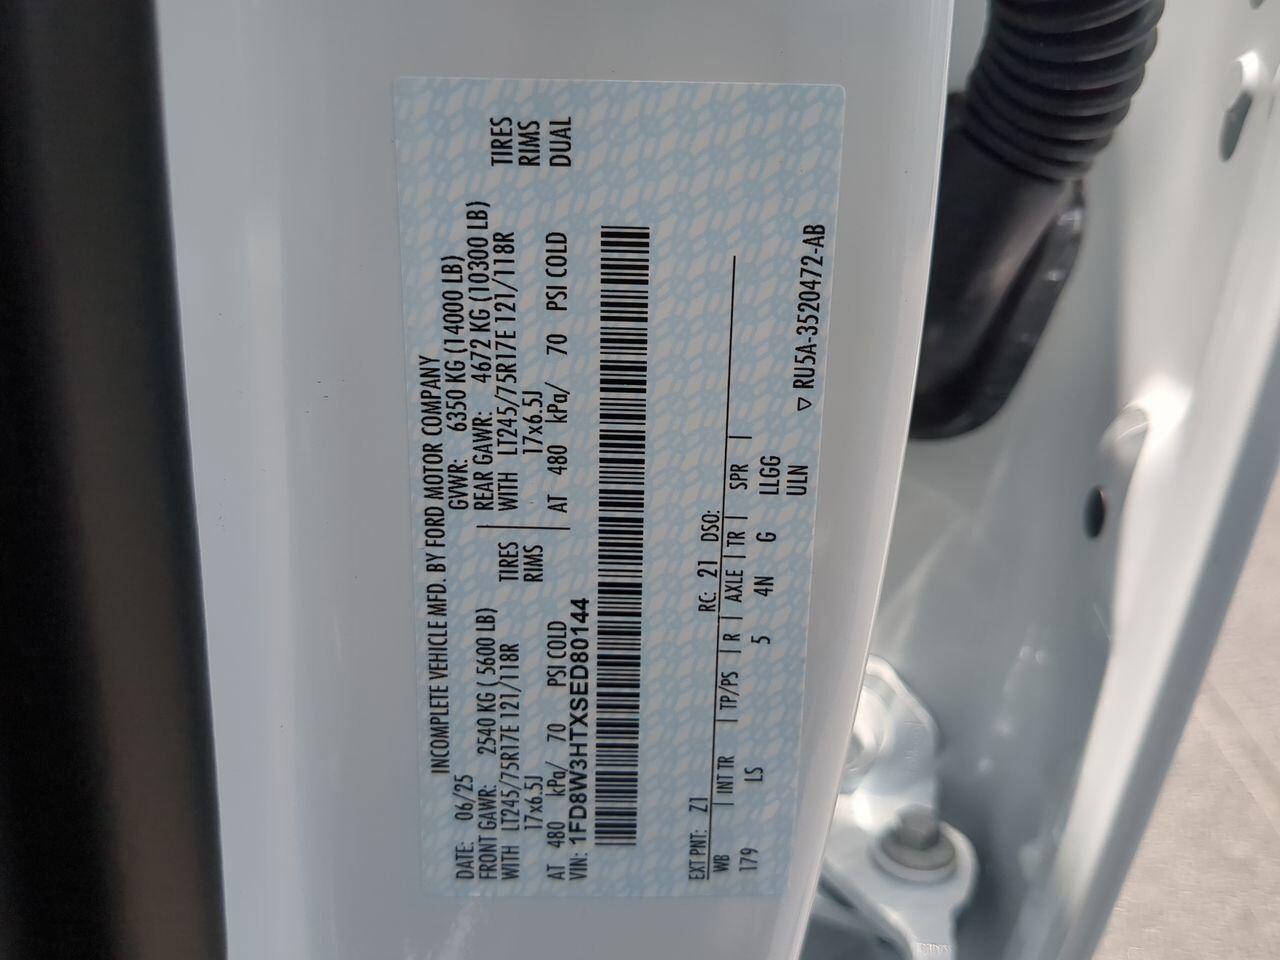 INCOMPLETE VEHICLE MFD. BY FORD MOTOR COMPANY
DATE: 06/25 GVWR: 6350 KG (14000 LB)
FRONT GAWR: 2540 KG ( 5600 LB) REAR GAWR: 4672 KG (10300 LB)
WITH LT245/75R17E 121/118R TIRES WITH LT245/75R17E 121/118R TIRES
17x6.5J RIMS 17x6.5J RIMS
AT 480 kPa/ 70 PSI COLD AT 480 kPa/ 70 PSI COLD DUAL
VIN: 1FD8W3HTXSED80144
EXT PNT: Z1 RC: 21 DSO:
WB | INT TR | TP/PS | R | AXLE | TR | SPR |
179 LS 5 4N G LLGG
ULN
▽ RU5A-3520472-AB